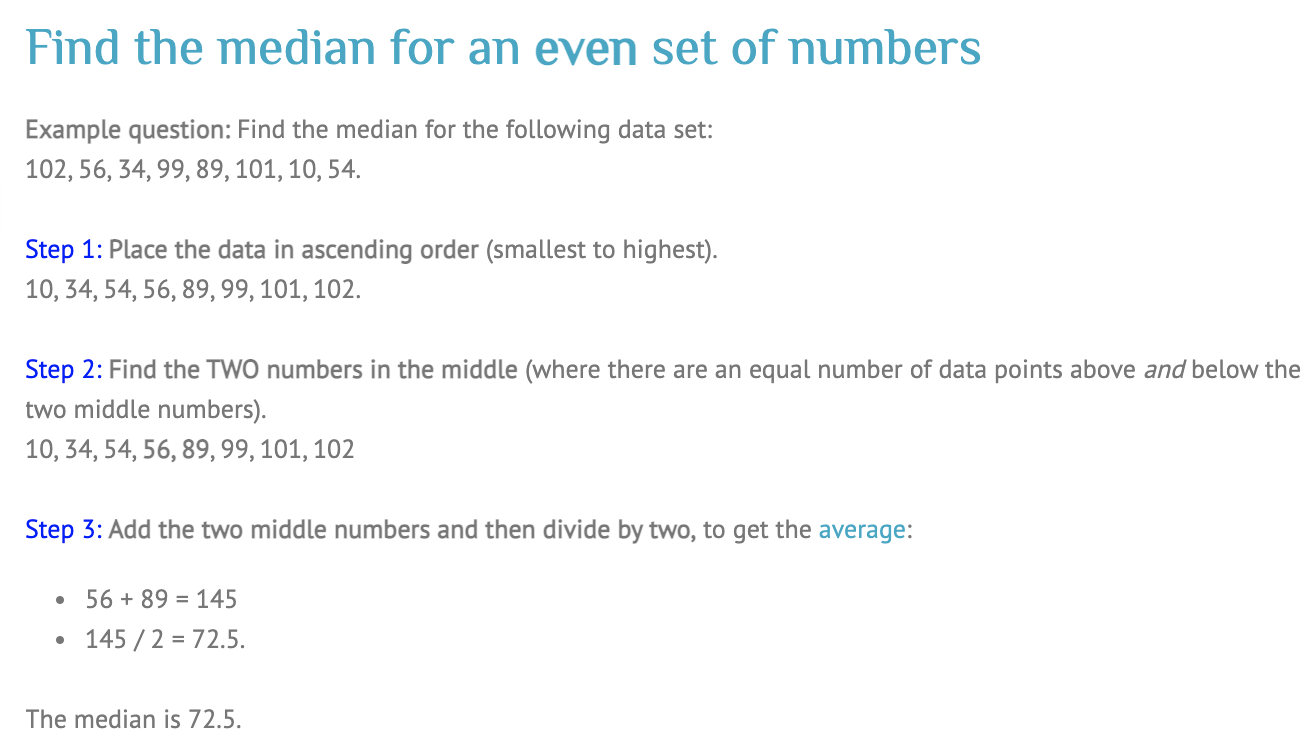 Find the median for an even set of numbers
Example question: Find the median for the following data set:
102, 56, 34, 99, 89, 101, 10, 54.
Step 1: Place the data in ascending order (smallest to highest).
10, 34, 54, 56, 89, 99, 101, 102.
Step 2: Find the TWO numbers in the middle (where there are an equal number of data points above and below the
two middle numbers).
10, 34, 54, 56, 89, 99, 101, 102
Step 3: Add the two middle numbers and then divide by two, to get the average:
• 56 + 89 = 145
• 145 / 2 = 72.5.
The median is 72.5.